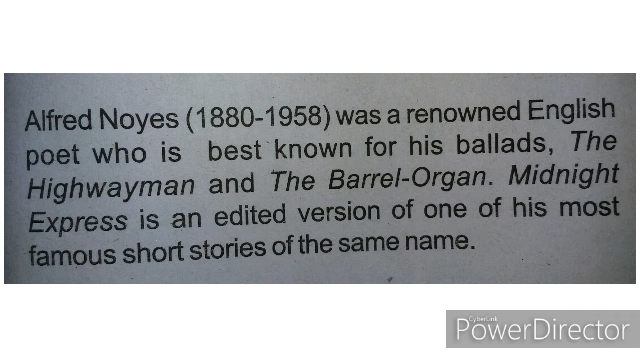 Alfred Noyes (1880-1958) was a renowned English
poet who is best known for his ballads, The
Highwayman and The Barrel-Organ. Midnight
Express is an edited version of one of his most
famous short stories of the same name.
CyberLink
PowerDirector